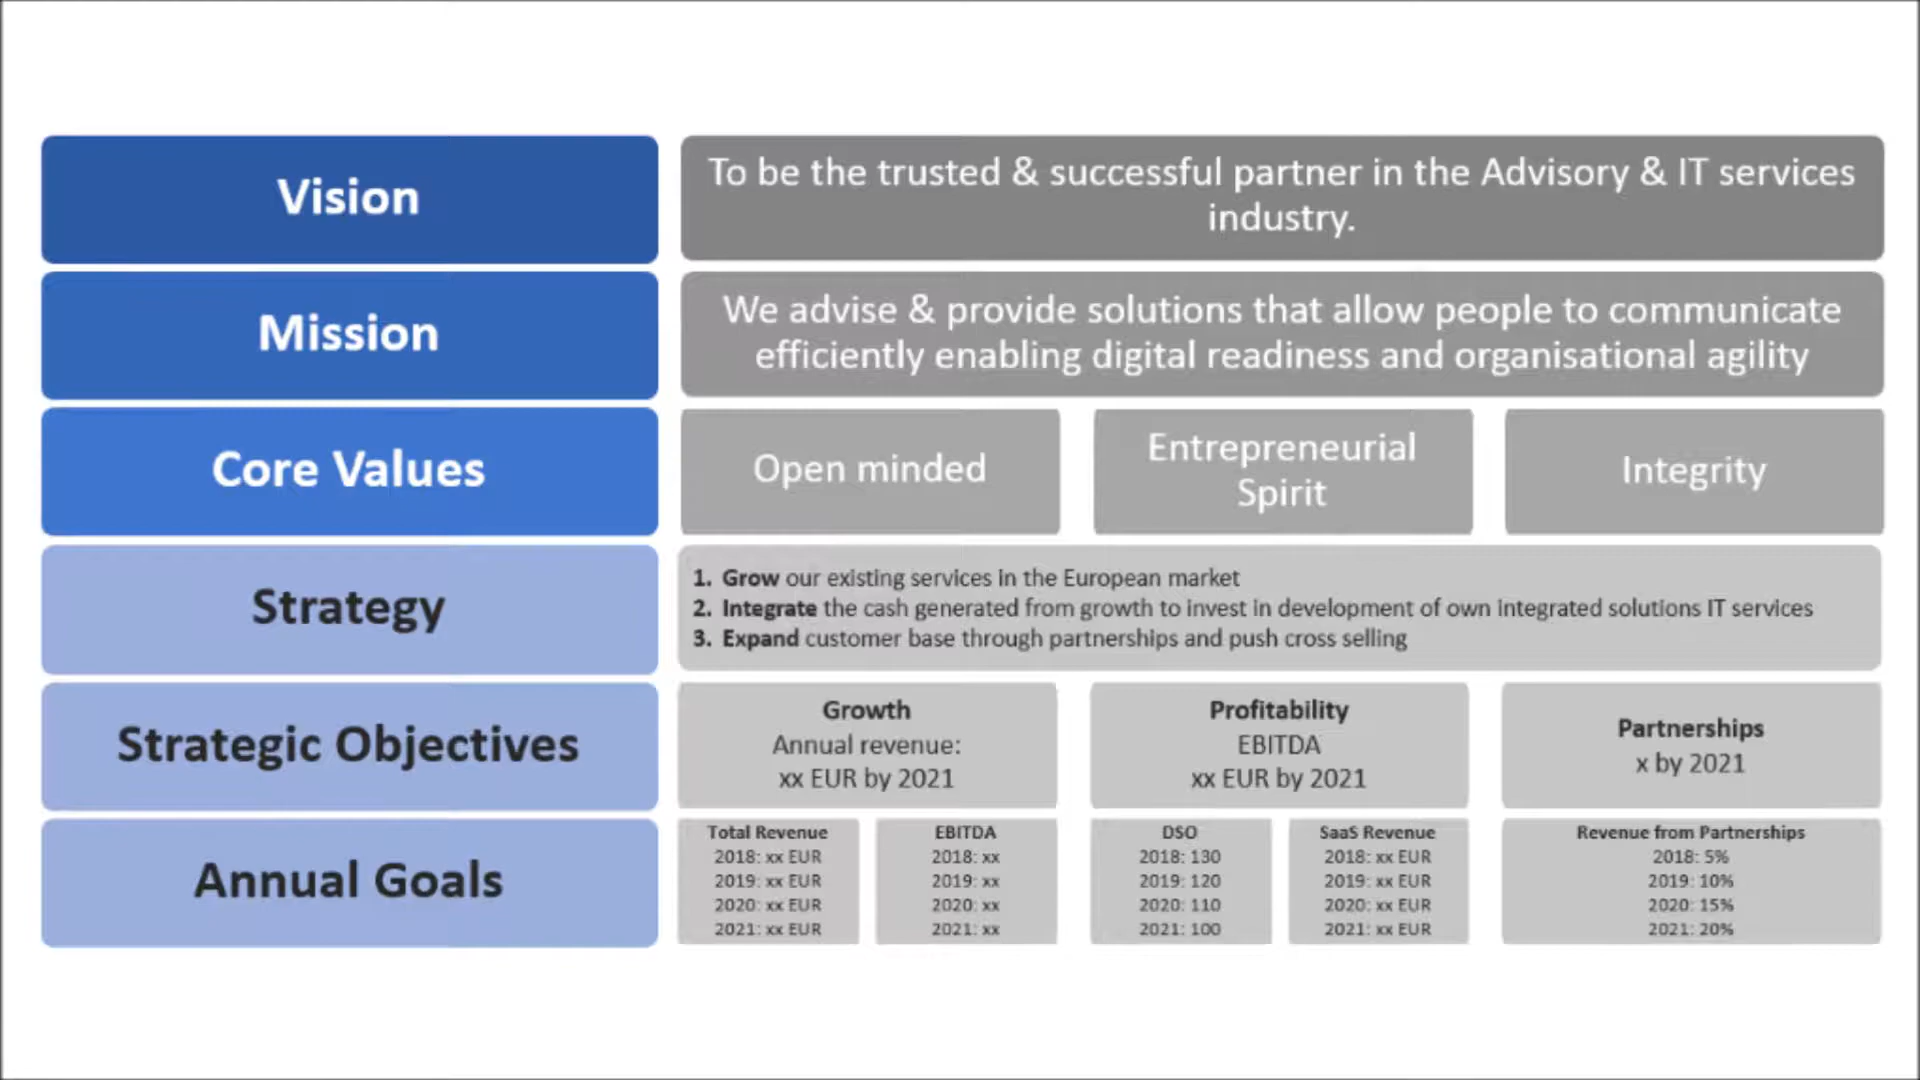 Vision
To be the trusted & successful partner in the Advisory & IT services
industry.
Mission
We advise & provide solutions that allow people to communicate
efficiently enabling digital readiness and organisational agility
Core Values
Open minded
Entrepreneurial
Spirit
Integrity
Strategy
1. Grow our existing services in the European market
2. Integrate the cash generated from growth to invest in development of own integrated solutions IT services
3. Expand customer base through partnerships and push cross selling
Strategic Objectives
Growth
Annual revenue:
xx EUR by 2021
Profitability
EBITDA
xx EUR by 2021
Partnerships
x by 2021
Annual Goals
Total Revenue
2018: xx EUR
2019: xx EUR
2020: xx EUR
2021: xx EUR
EBITDA
2018: xx
2019: xx
2020: xx
2021: xx
DSO
2018: 130
2019: 120
2020: 110
2021: 100
SaaS Revenue
2018: xx EUR
2019: xx EUR
2020: xx EUR
2021: xx EUR
Revenue from Partnerships
2018: 5%
2019: 10%
2020: 15%
2021: 20%